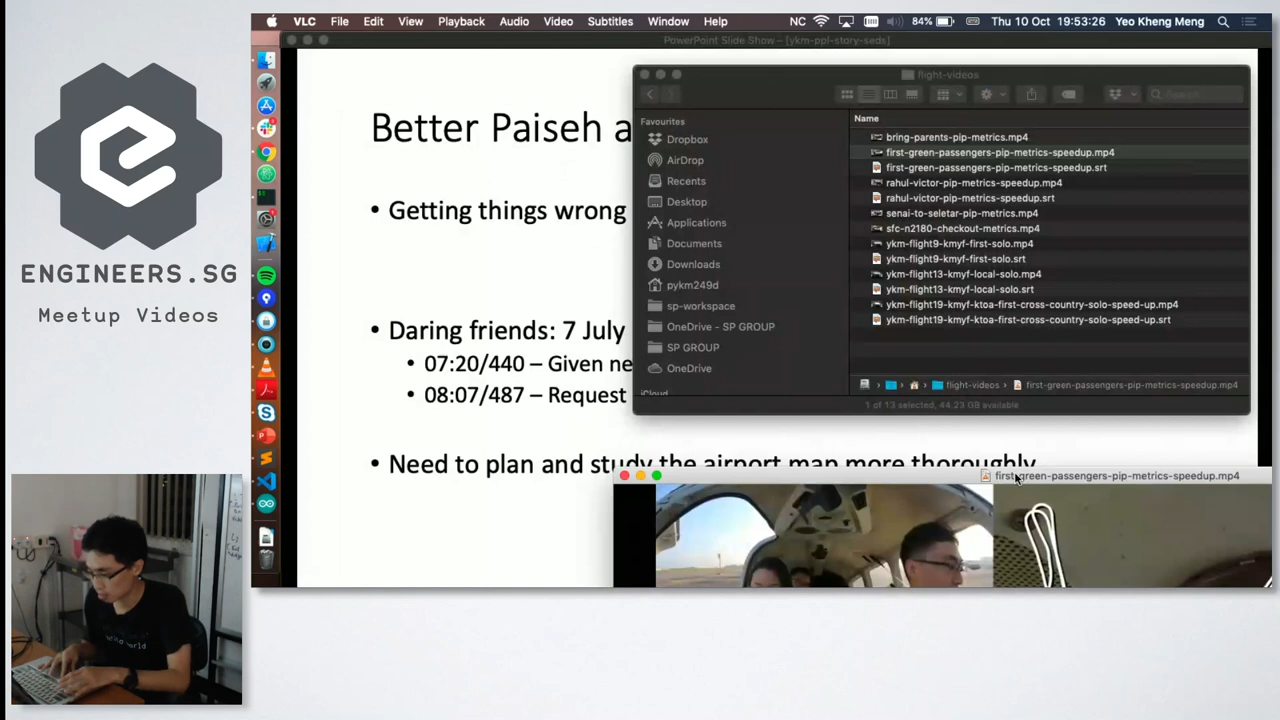 VLC File Edit View Playback Audio Video Subtitles Window Help NC 84% Thu 10 Oct 19:53:26 Yeo Kheng Meng
PowerPoint Slide Show - [ykm-ppl-story-seds]
flight-videos
Search
Better Paiseh a
Favourites
Name
Dropbox
AirDrop
Recents
Desktop
Applications
Documents
Downloads
pykm249d
sp-workspace
OneDrive - SP GROUP
SP GROUP
OneDrive
iCloud
bring-parents-pip-metrics.mp4
first-green-passengers-pip-metrics-speedup.mp4
first-green-passengers-pip-metrics-speedup.srt
rahul-victor-pip-metrics-speedup.mp4
rahul-victor-pip-metrics-speedup.srt
senai-to-seletar-pip-metrics.mp4
sfc-n2180-checkout-metrics.mp4
ykm-flight9-kmyf-first-solo.mp4
ykm-flight9-kmyf-first-solo.srt
ykm-flight13-kmyf-local-solo.mp4
ykm-flight13-kmyf-local-solo.srt
ykm-flight19-kmyf-ktoa-first-cross-country-solo-speed-up.mp4
ykm-flight19-kmyf-ktoa-first-cross-country-solo-speed-up.srt
flight-videos › first-green-passengers-pip-metrics-speedup.mp4
1 of 13 selected, 44.23 GB available
• Getting things wrong
• Daring friends: 7 July
• 07:20/440 – Given ne
• 08:07/487 – Request
• Need to plan and study the airport map more thoroughly
first-green-passengers-pip-metrics-speedup.mp4
ENGINEERS.SG
Meetup Videos